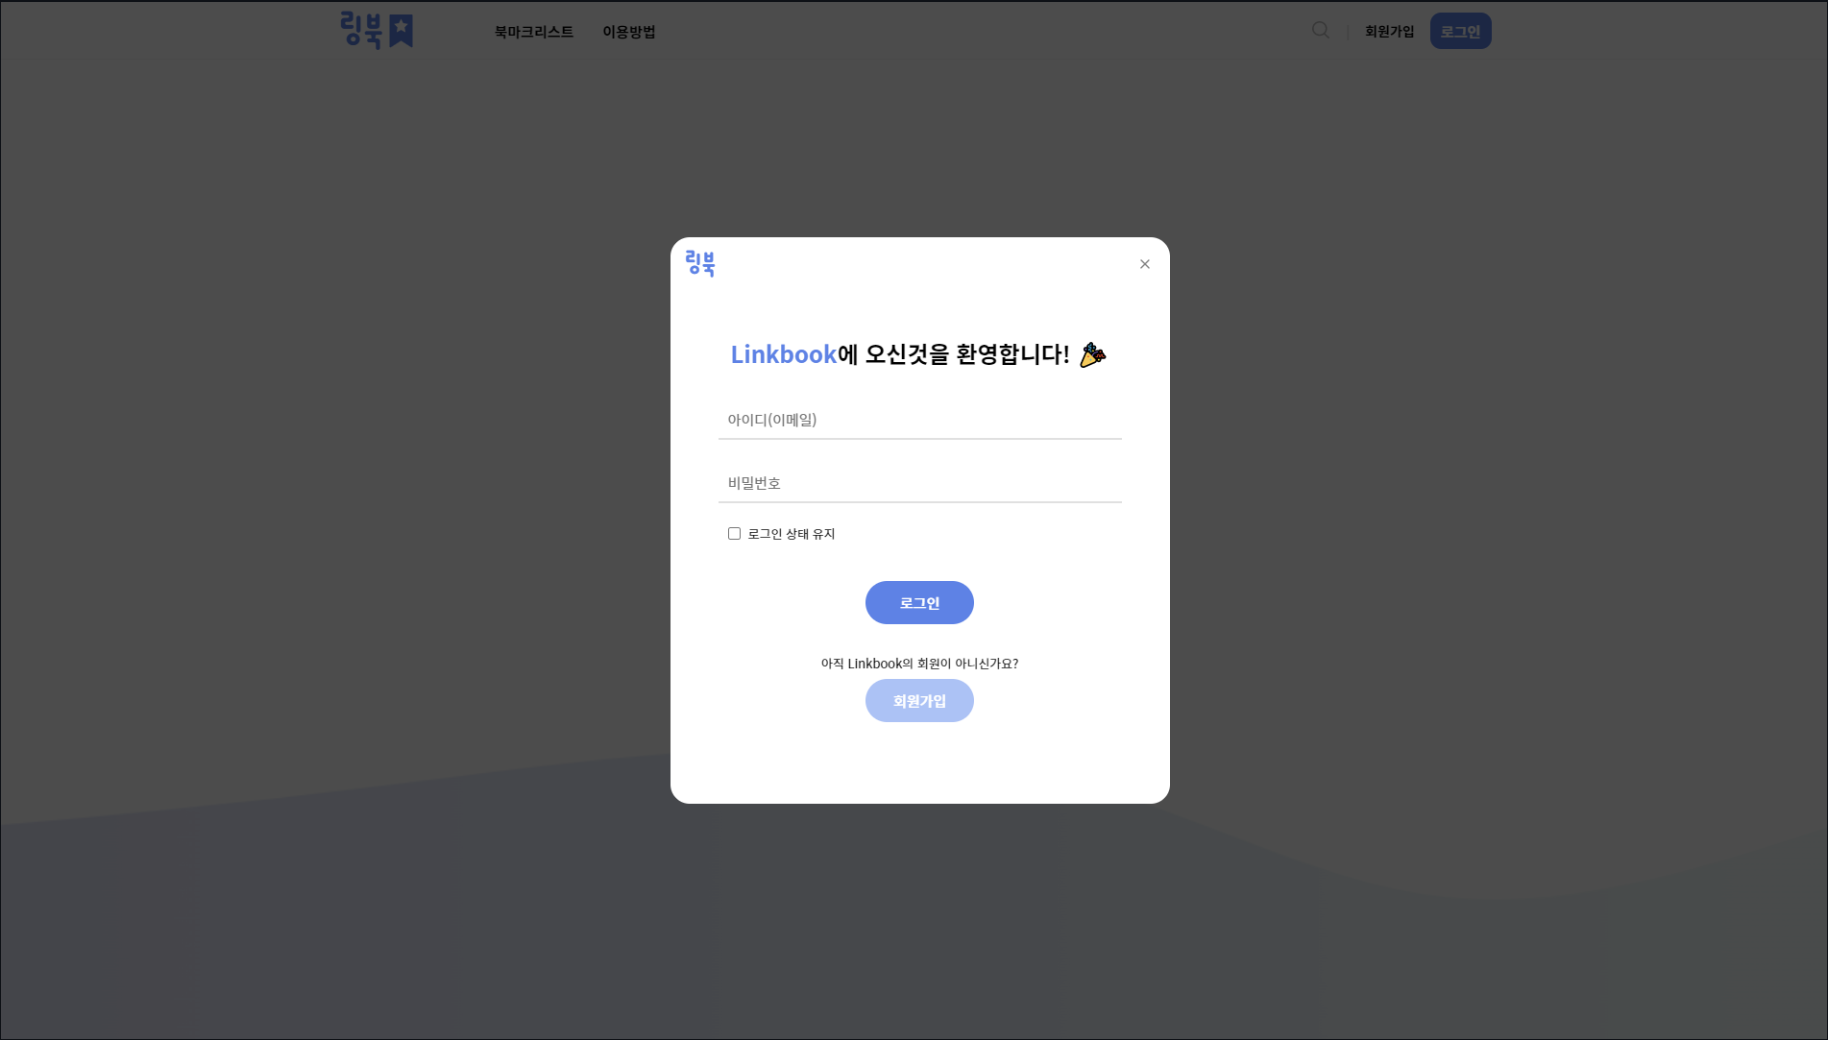 링북
북마크리스트
이용방법
회원가입
로그인
링북
Linkbook에 오신것을 환영합니다!
아이디(이메일)
비밀번호
로그인 상태 유지
로그인
아직 Linkbook의 회원이 아니신가요?
회원가입